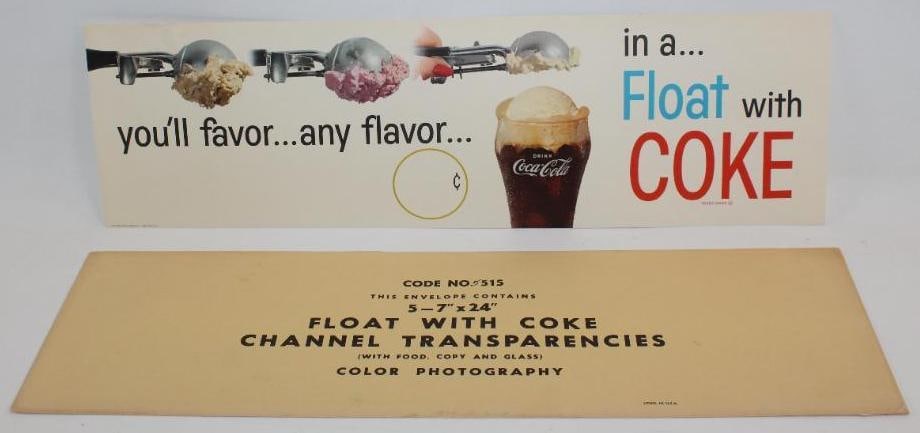 you'll favor...any flavor...
in a...
Float with
COKE
¢
DRINK
Coca-Cola
CODE NO. 5515
THIS ENVELOPE CONTAINS
5—7"x24"
FLOAT WITH COKE
CHANNEL TRANSPARENCIES
(WITH FOOD, COPY AND GLASS)
COLOR PHOTOGRAPHY